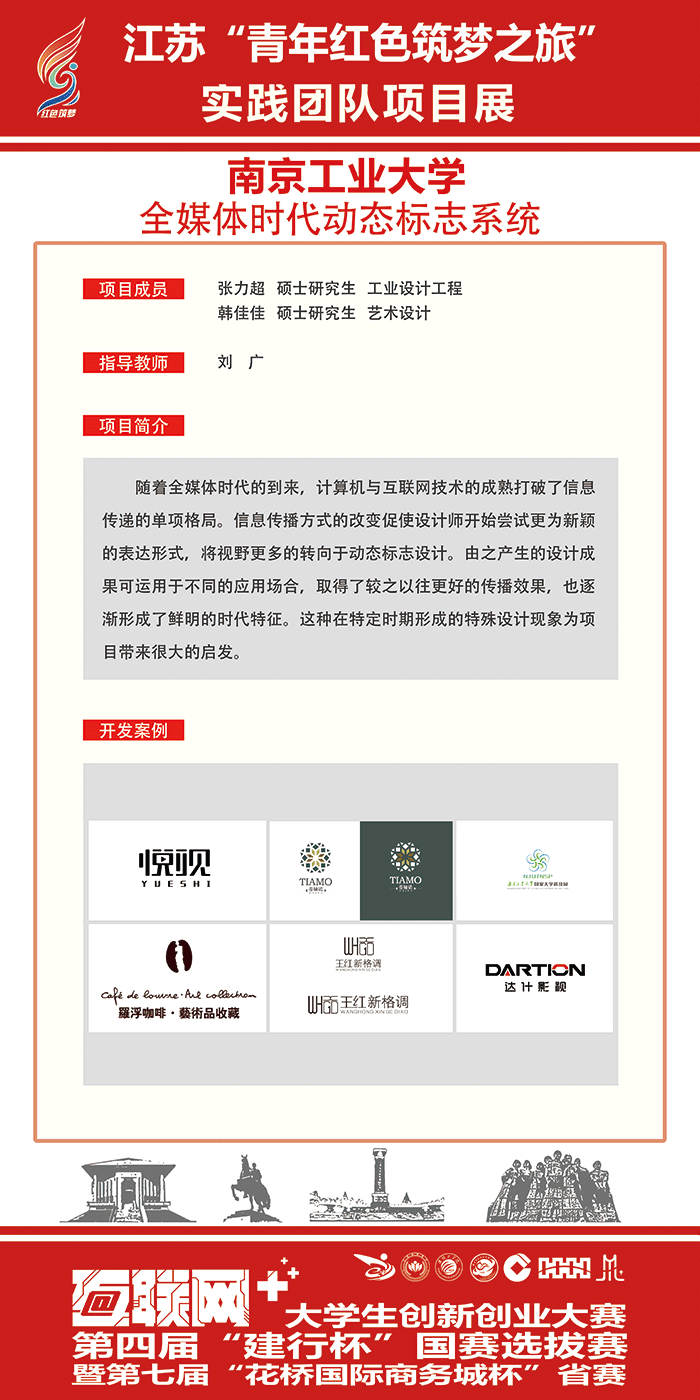 红色筑梦
江苏“青年红色筑梦之旅”
实践团队项目展
南京工业大学
全媒体时代动态标志系统
项目成员
张力超 硕士研究生 工业设计工程
韩佳佳 硕士研究生 艺术设计
指导教师
刘 广
项目简介
随着全媒体时代的到来，计算机与互联网技术的成熟打破了信息
传递的单项格局。信息传播方式的改变促使设计师开始尝试更为新颖
的表达形式，将视野更多的转向于动态标志设计。由之产生的设计成
果可运用于不同的应用场合，取得了较之以往更好的传播效果，也逐
渐形成了鲜明的时代特征。这种在特定时期形成的特殊设计现象为项
目带来很大的启发。
开发案例
悦视
YUESHI
TIAMO
TIAMO
NJUTNSP
国家大学科技园
Café de louvre·Art collection
羅浮咖啡·藝術品收藏
王红新格调
WANGHONG XIN GE DIAO
王红新格调
WANGHONG XIN GE DIAO
DARTION
达计影视
互联网+
大学生创新创业大赛
第四届“建行杯”国赛选拔赛
暨第七届“花桥国际商务城杯”省赛